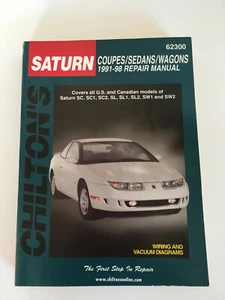 62300
SATURN
COUPES/SEDANS/WAGONS
1991-98 REPAIR MANUAL
Covers all U.S. and Canadian models of
Saturn SC, SC1, SC2, SL, SL1, SL2, SW1 and SW2
CHILTON'S
WIRING AND
VACUUM DIAGRAMS
The First Step In Repair
www.chiltonsonline.com